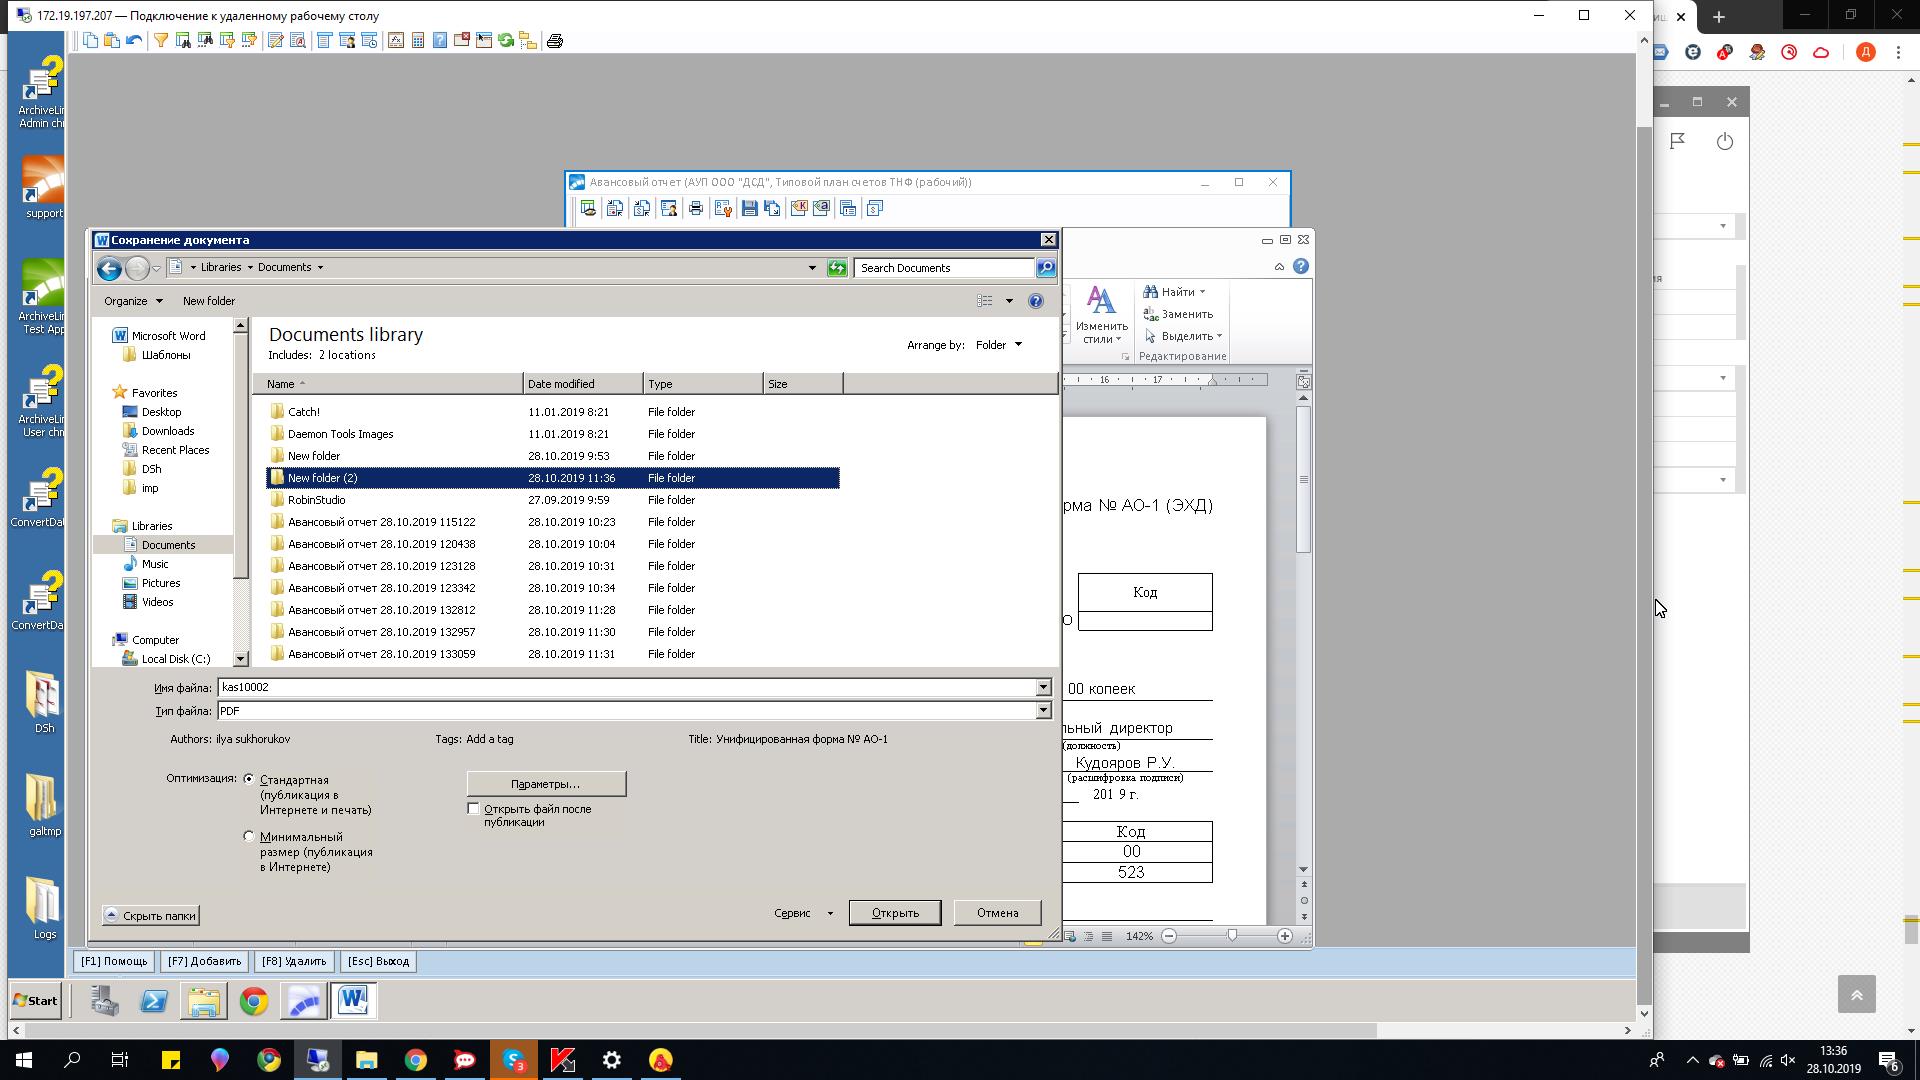 172.19.197.207 — Подключение к удаленному рабочему столу
Авансовый отчет (АУП ООО "ДСД", Типовой план счетов ТНФ (рабочий))
ArchiveLin
Admin chr
support
ArchiveLin
Test App
ArchiveLin
User chm
ConvertDa
ConvertDa
DSh
galtmp
Logs
Сохранение документа
Libraries
Documents
Search Documents
Organize
New folder
Microsoft Word
Шаблоны
Favorites
Desktop
Downloads
Recent Places
DSh
imp
Libraries
Documents
Music
Pictures
Videos
Computer
Local Disk (C:)
Documents library
Includes: 2 locations
Arrange by: Folder
Name Date modified Type Size
Catch! 11.01.2019 8:21 File folder
Daemon Tools Images 11.01.2019 8:21 File folder
New folder 28.10.2019 9:53 File folder
New folder (2) 28.10.2019 11:36 File folder
RobinStudio 27.09.2019 9:59 File folder
Авансовый отчет 28.10.2019 115122 28.10.2019 10:23 File folder
Авансовый отчет 28.10.2019 120438 28.10.2019 10:04 File folder
Авансовый отчет 28.10.2019 123128 28.10.2019 10:31 File folder
Авансовый отчет 28.10.2019 123342 28.10.2019 10:34 File folder
Авансовый отчет 28.10.2019 132812 28.10.2019 11:28 File folder
Авансовый отчет 28.10.2019 132957 28.10.2019 11:30 File folder
Авансовый отчет 28.10.2019 133059 28.10.2019 11:31 File folder
Имя файла: kas10002
Тип файла: PDF
Authors: ilya sukhorukov
Tags: Add a tag
Title: Унифицированная форма № АО-1
Оптимизация:
Стандартная
(публикация в
Интернете и печать)
Минимальный
размер (публикация
в Интернете)
Параметры...
Открыть файл после
публикации
Скрыть папки
Сервис
Открыть
Отмена
Изменить
стили
Найти
Заменить
Выделить
Редактирование
16 17
рма № АО-1 (ЭХД)
Код
О
00 копеек
льный директор
(должность)
Кудояров Р.У.
(расшифровка подписи)
201 9 г.
Код
00
523
142%
[F1] Помощь
[F7] Добавить
[F8] Удалить
[Esc] Выход
Start
Д
3
13:36
28.10.2019
6